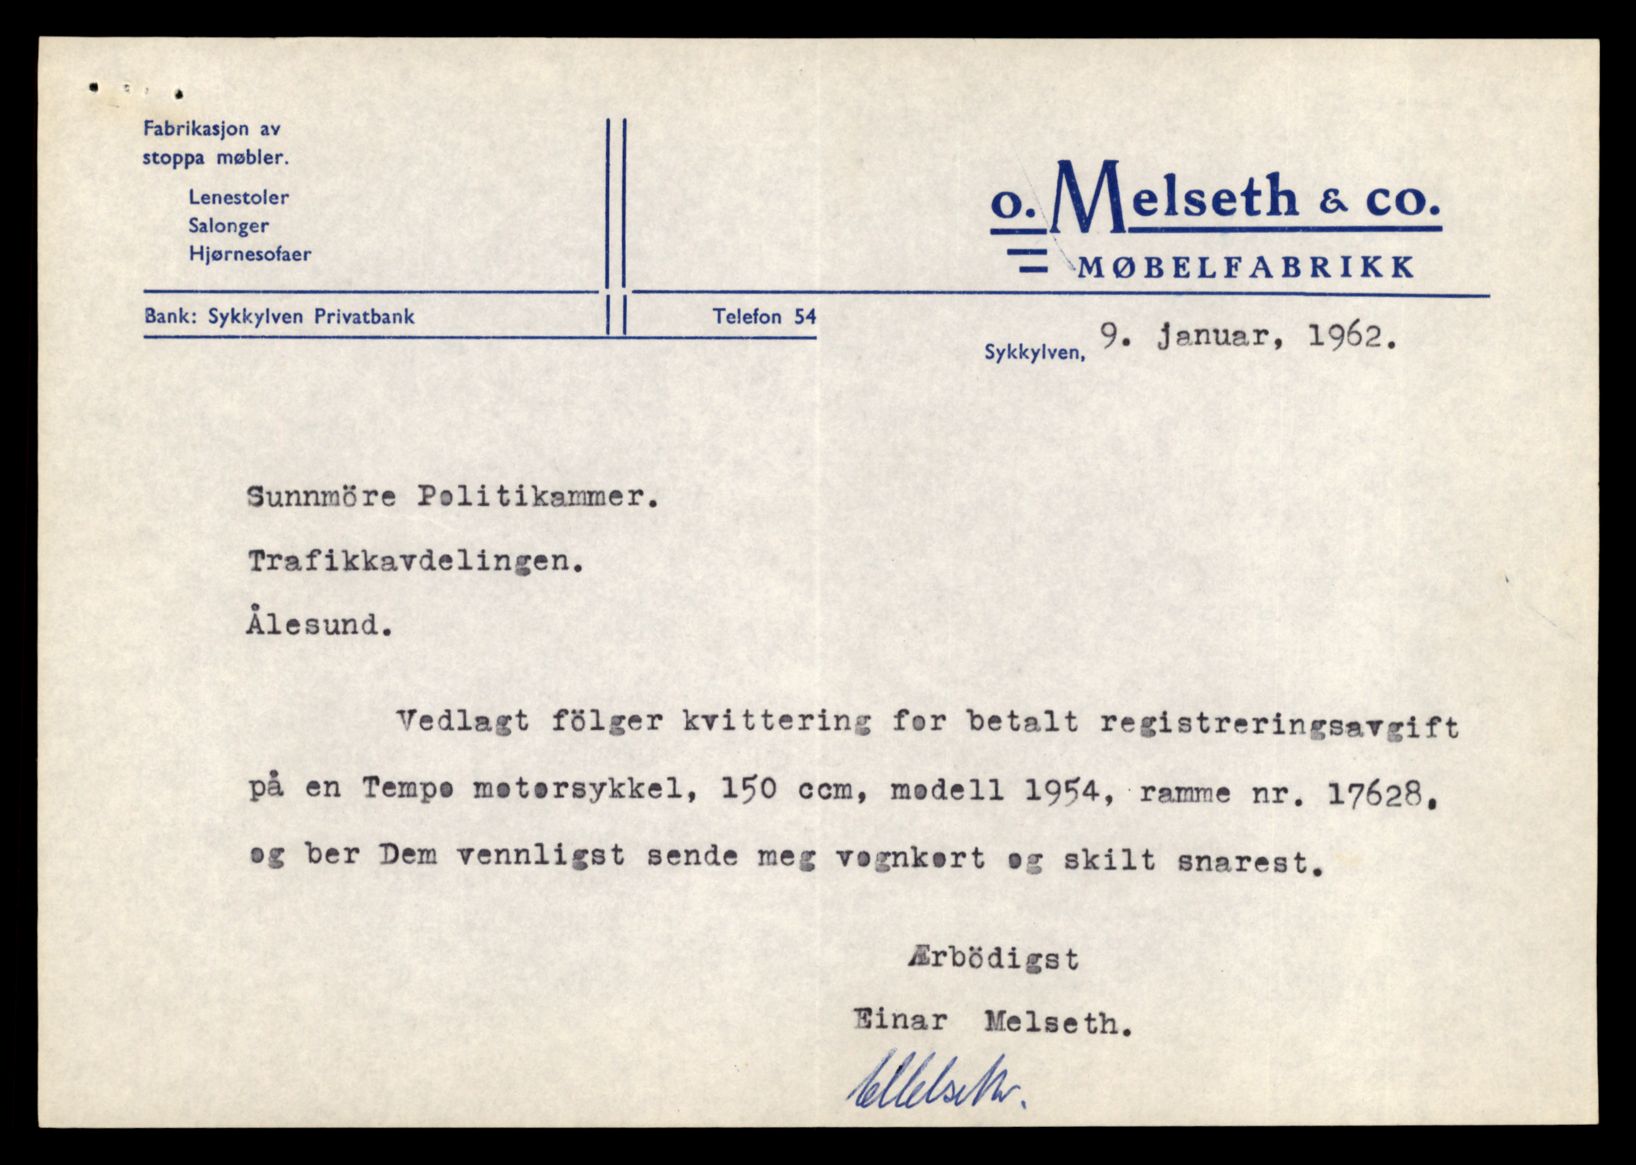 Fabrikasjon av
stoppa møbler.
Lenestoler
Salonger
Hjørnesofaer
Bank: Sykkylven Privatbank
Telefon 54
o. Melseth & co.
MØBELFABRIKK
Sykkylven, 9. januar, 1962.
Sunnmöre Politikammer.
Trafikkavdelingen.
Ålesund.
Vedlagt fölger kvittering for betalt registreringsavgift
på en Tempo motorsykkel, 150 ccm, modell 1954, ramme nr. 17628.
og ber Dem vennligst sende meg vognkort og skilt snarest.
Ærbödigst
Einar Melseth.
EMelseth.